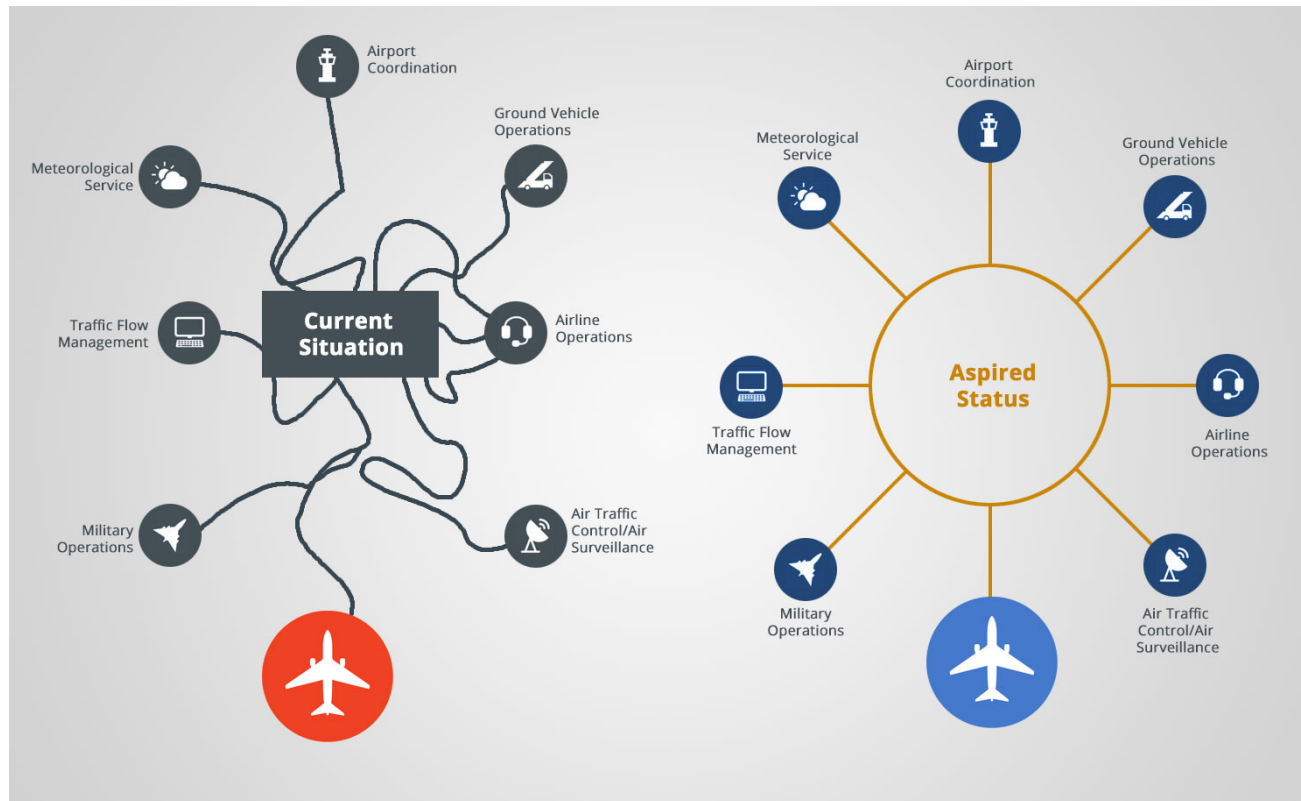 Airport
Coordination
Ground Vehicle
Operations
Meteorological
Service
Traffic Flow
Management
Current
Situation
Airline
Operations
Military
Operations
Air Traffic
Control/Air
Surveillance
Airport
Coordination
Meteorological
Service
Ground Vehicle
Operations
Aspired
Status
Traffic Flow
Management
Airline
Operations
Military
Operations
Air Traffic
Control/Air
Surveillance